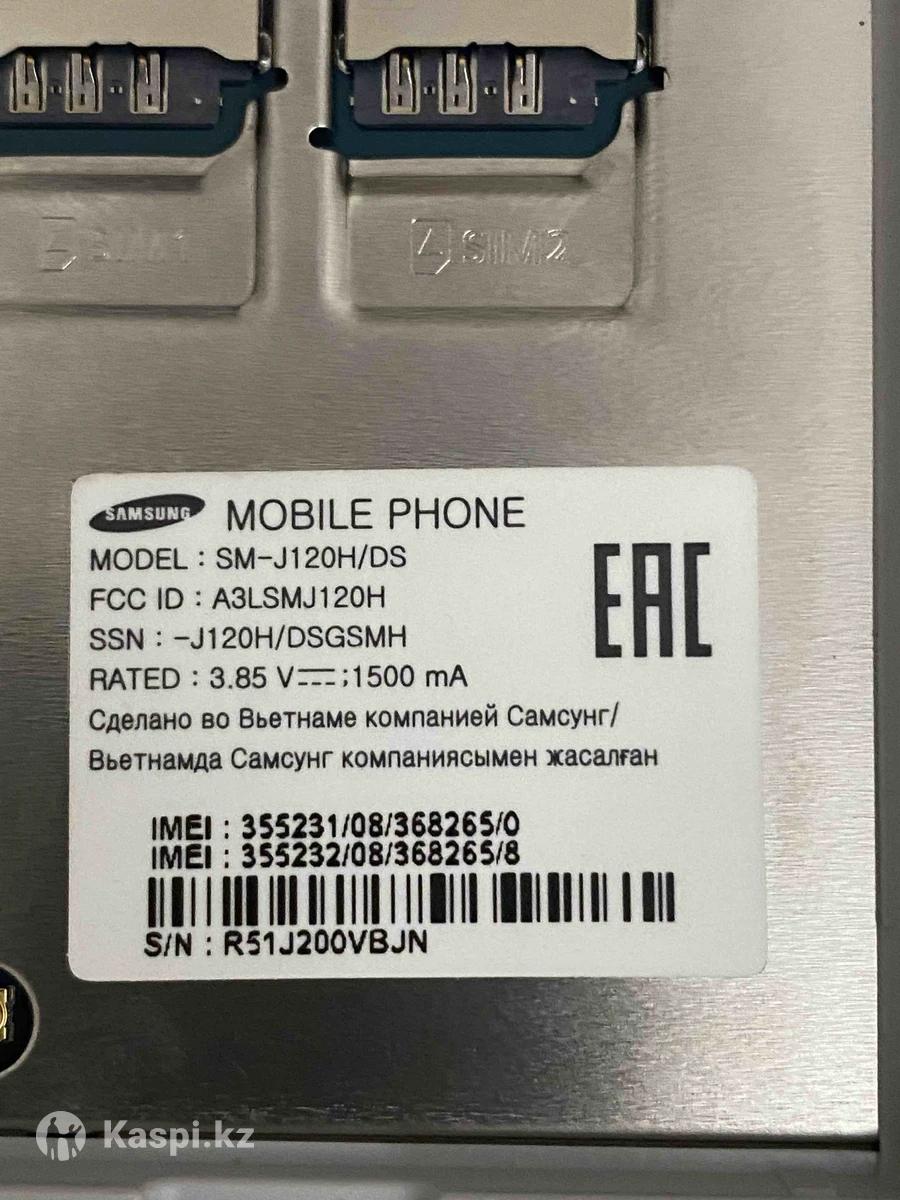 SIM1
SIM2
SAMSUNG MOBILE PHONE
MODEL : SM-J120H/DS
FCC ID : A3LSMJ120H
SSN : -J120H/DSGSMH
RATED : 3.85 V⎓;1500 mA
Сделано во Вьетнаме компанией Самсунг/
Вьетнамда Самсунг компаниясымен жасалған
EAC
IMEI : 355231/08/368265/0
IMEI : 355232/08/368265/8
S/N : R51J200VBJN
Kaspi.kz